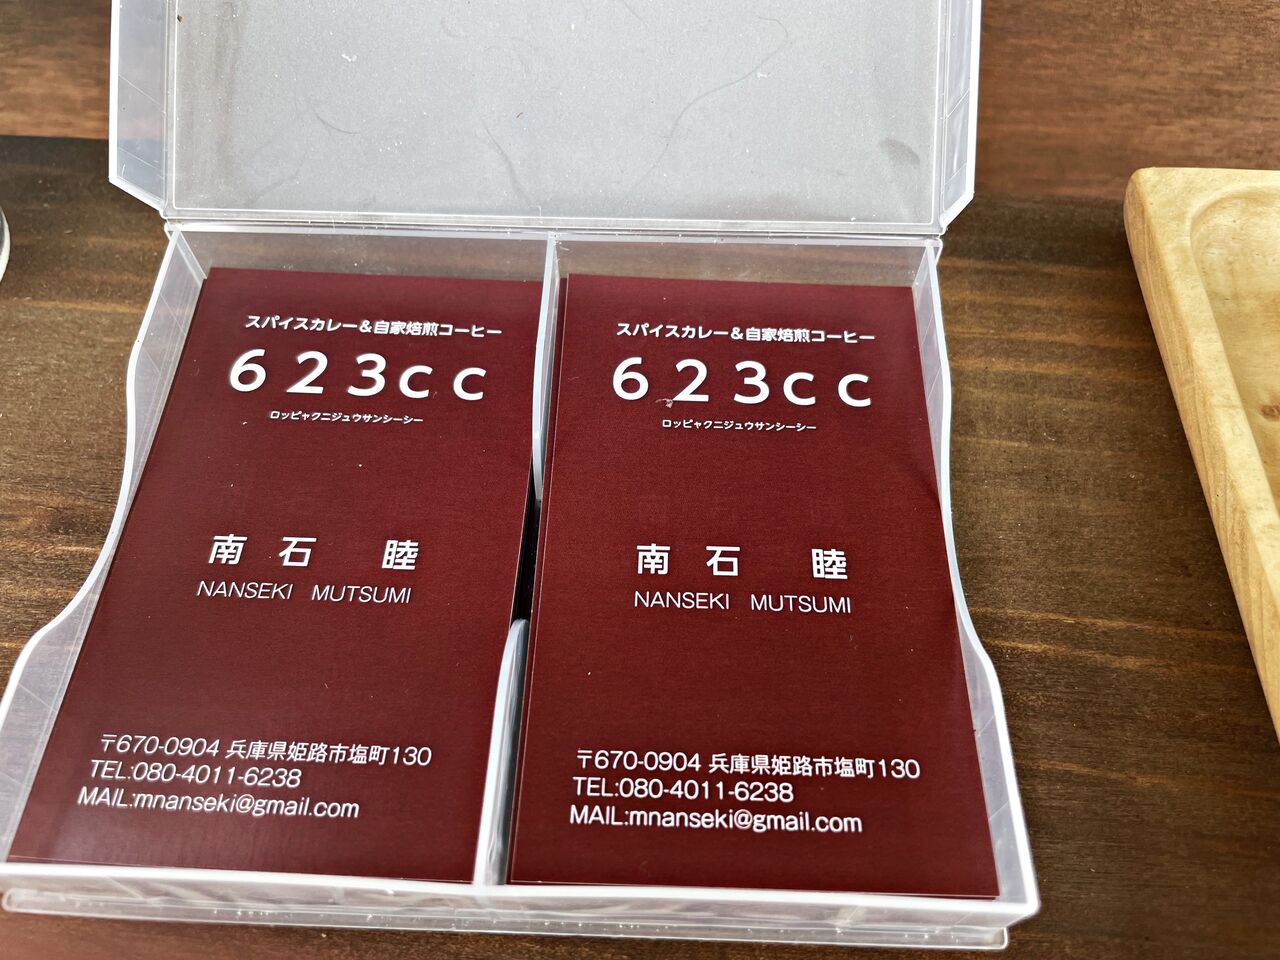 スパイスカレー&自家焙煎コーヒー
623cc
ロッピャクニジュウサンシーシー
南石 睦
NANSEKI MUTSUMI
〒670-0904 兵庫県姫路市塩町130
TEL:080-4011-6238
MAIL:mnanseki@gmail.com
スパイスカレー&自家焙煎コーヒー
623cc
ロッピャクニジュウサンシーシー
南石 睦
NANSEKI MUTSUMI
〒670-0904 兵庫県姫路市塩町130
TEL:080-4011-6238
MAIL:mnanseki@gmail.com